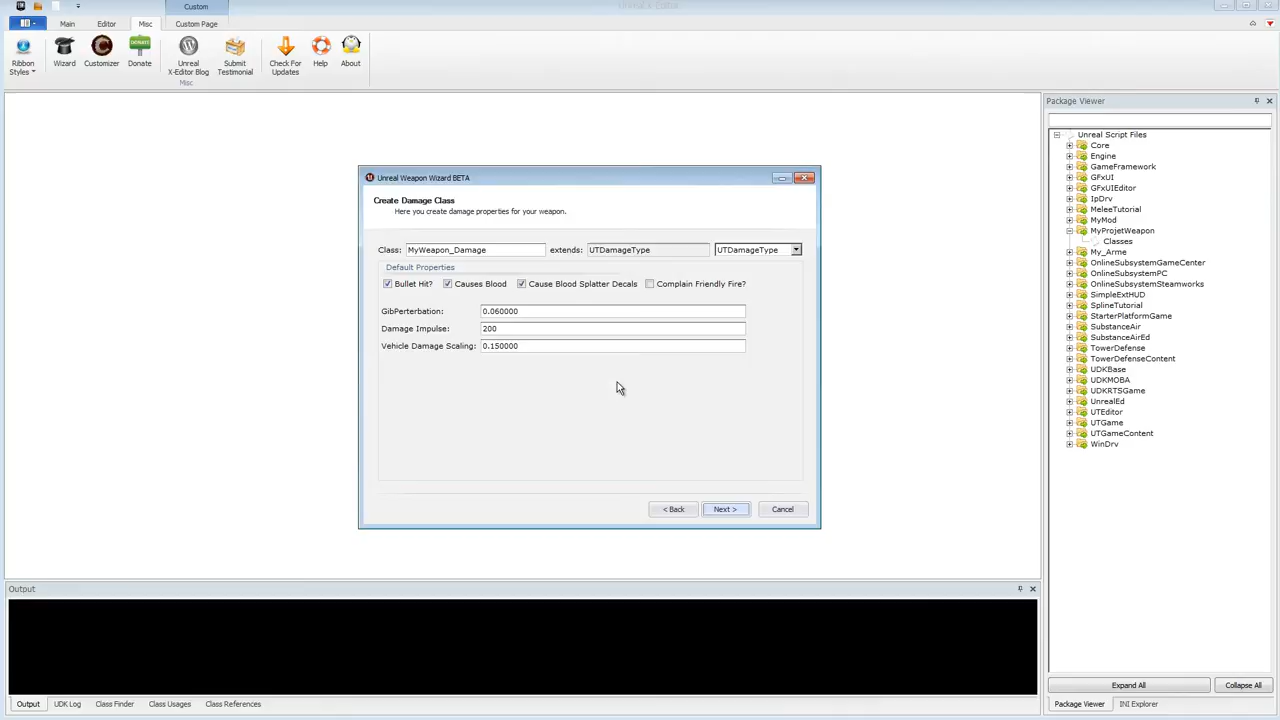 UnrealX-Editor
Custom
Main
Editor
Misc
Custom Page
Ribbon
Styles
Wizard
Customizer
DONATE
Donate
Unreal
X-Editor Blog
Submit
Testimonial
Check For
Updates
Help
About
Misc
Package Viewer
Unreal Script Files
Core
Engine
GameFramework
GFxUI
GFxUIEditor
IpDrv
MeleeTutorial
MyMod
MyProjetWeapon
Classes
My_Arme
OnlineSubsystemGameCenter
OnlineSubsystemPC
OnlineSubsystemSteamworks
SimpleExtHUD
SplineTutorial
StarterPlatformGame
SubstanceAir
SubstanceAirEd
TowerDefense
TowerDefenseContent
UDKBase
UDKMOBA
UDKRTSGame
UnrealEd
UTEditor
UTGame
UTGameContent
WinDrv
Expand All
Collapse All
Package Viewer
INI Explorer
Unreal Weapon Wizard BETA
Create Damage Class
Here you create damage properties for your weapon.
Class: MyWeapon_Damage extends: UTDamageType UTDamageType
Default Properties
Bullet Hit? Causes Blood Cause Blood Splatter Decals Complain Friendly Fire?
GibPerterbation: 0.060000
Damage Impulse: 200
Vehicle Damage Scaling: 0.150000
< Back
Next >
Cancel
Output
Output
UDK Log
Class Finder
Class Usages
Class References